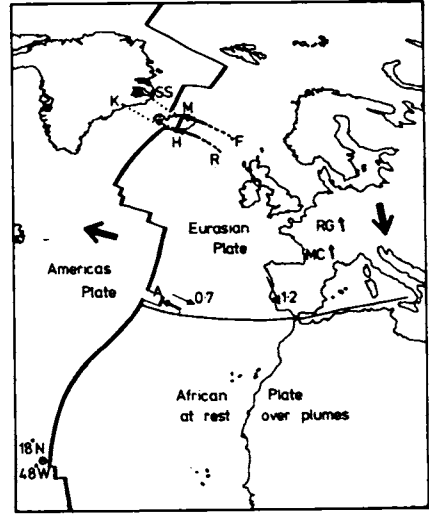 SS
K
M
H
F
R
Eurasian
Plate
RG
MC
Americas
Plate
A
0·7
1·2
African Plate
at rest over plumes
18°N
48°W